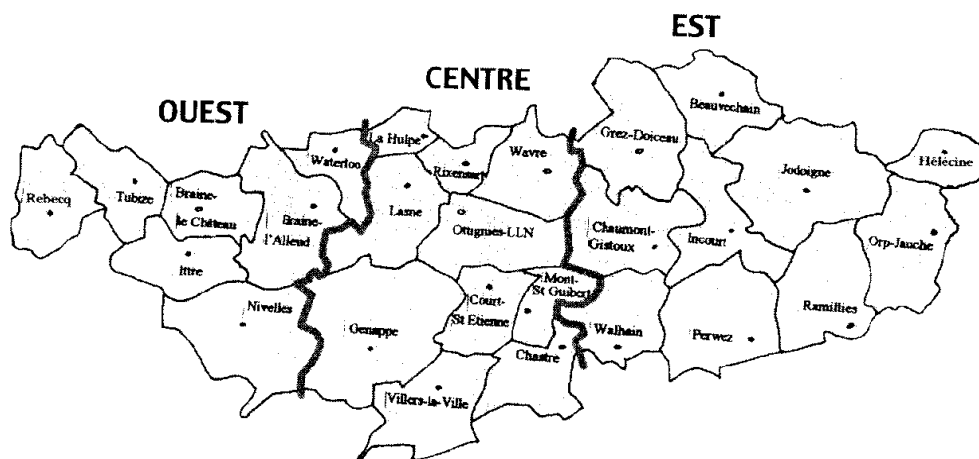 EST
CENTRE
OUEST
Beauvechain
La Hulpe
Grez-Doiceau
Waterloo
Rixensart
Wavre
Hélécine
Jodoigne
Rebecq
Tubize
Braine-
le Château
Braine-
l'Alleud
Lasne
Ottignies-LLN
Chaumont-
Gistoux
Incourt
Orp-Jauche
Ittre
Nivelles
Genappe
Court-
St Etienne
Mont-
St Guibert
Walhain
Perwez
Ramillies
Chastre
Villers-la-Ville